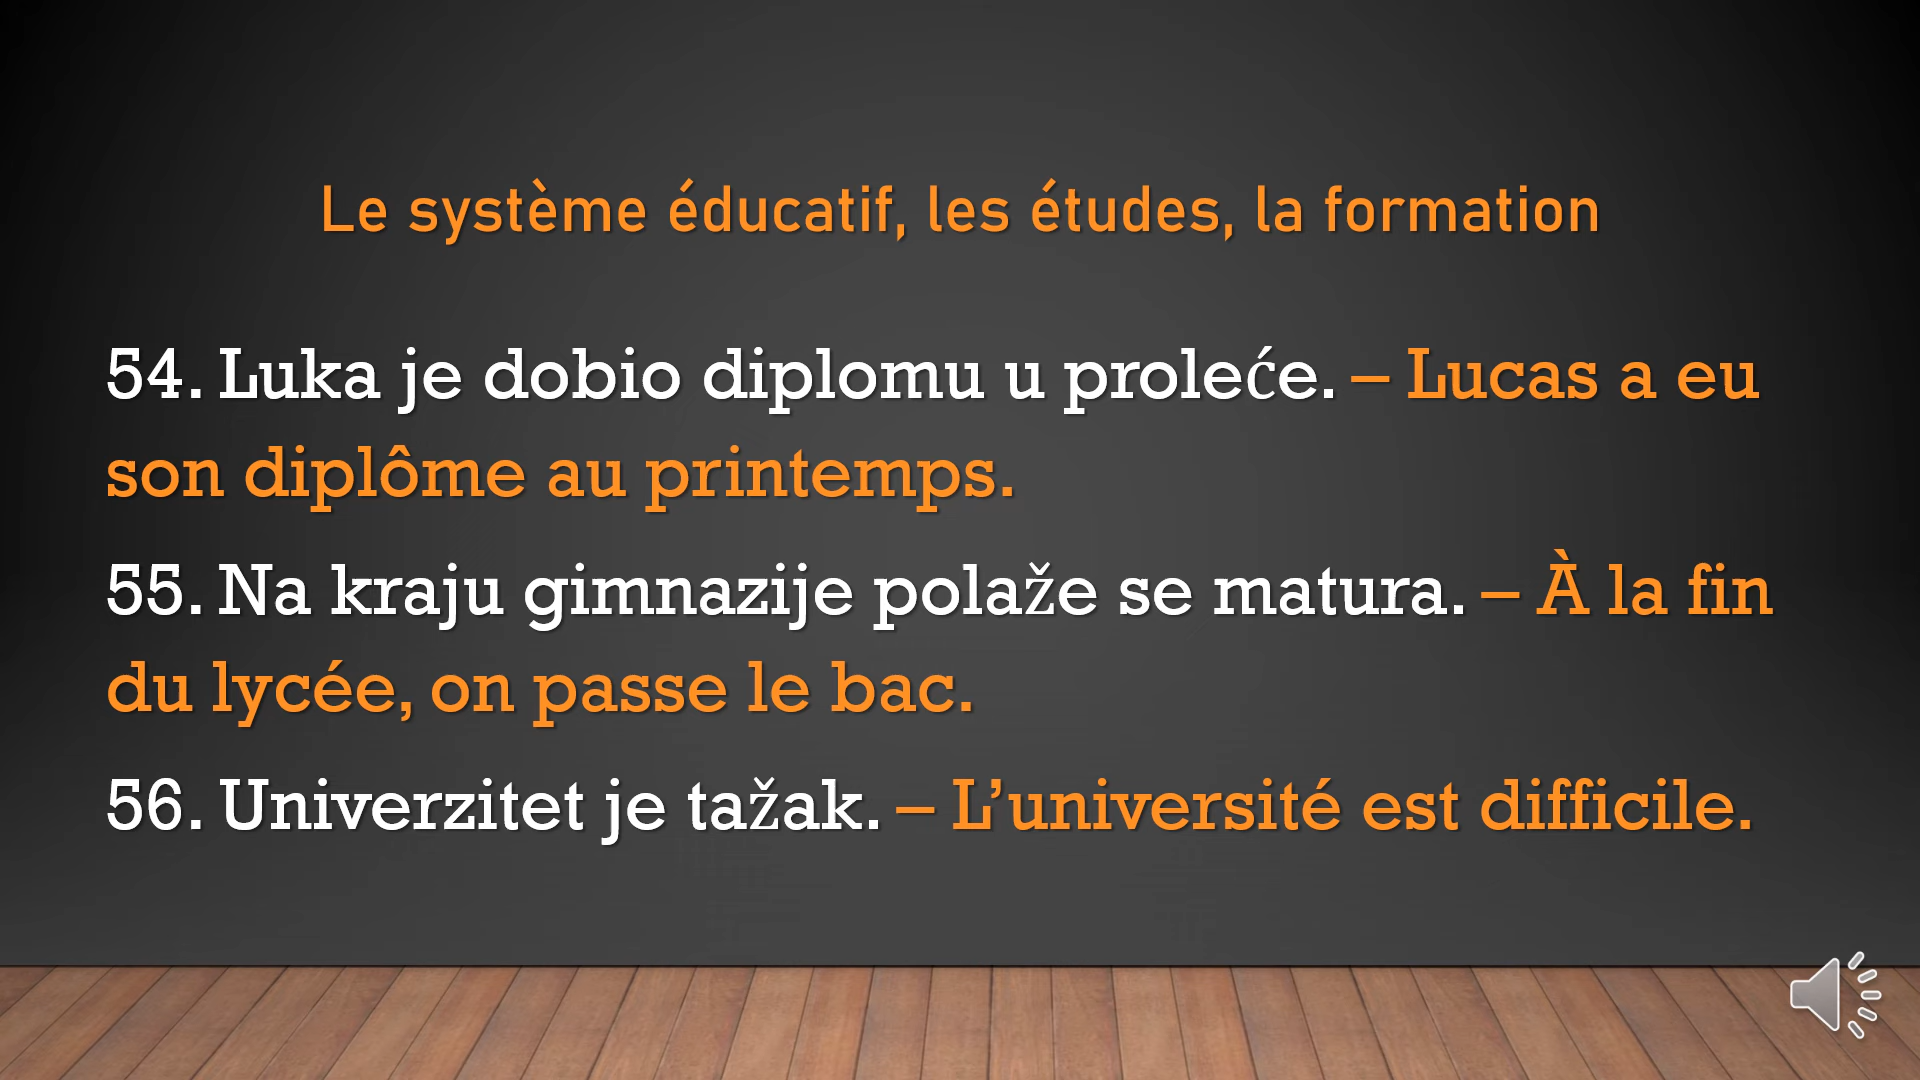 Le système éducatif, les études, la formation
54. Luka je dobio diplomu u proleće. – Lucas a eu
son diplôme au printemps.
55. Na kraju gimnazije polaže se matura. – À la fin
du lycée, on passe le bac.
56. Univerzitet je tažak. – L’université est difficile.